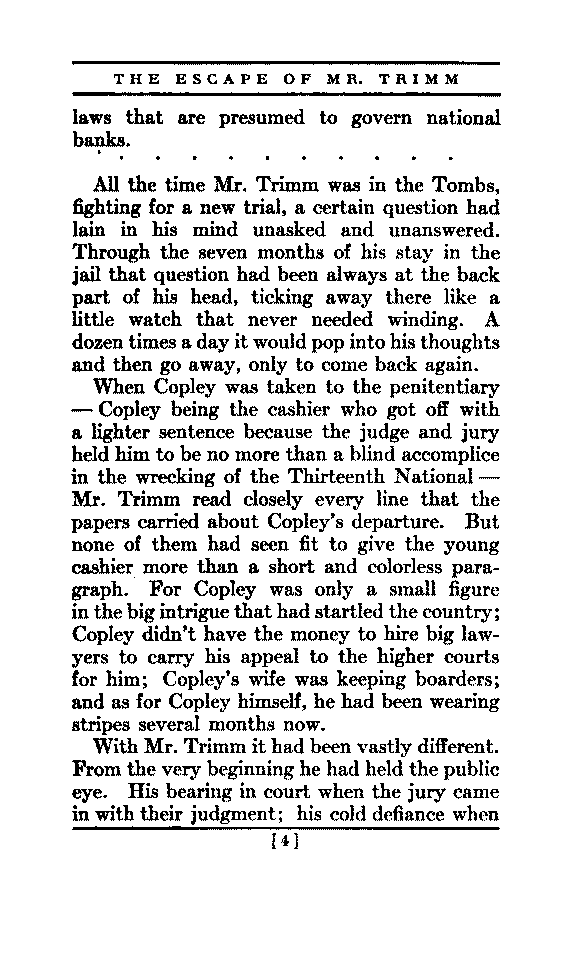 THE ESCAPE OF MR. TRIMM
laws that are presumed to govern national
banks.
. . . . . . . . . . .
All the time Mr. Trimm was in the Tombs,
fighting for a new trial, a certain question had
lain in his mind unasked and unanswered.
Through the seven months of his stay in the
jail that question had been always at the back
part of his head, ticking away there like a
little watch that never needed winding. A
dozen times a day it would pop into his thoughts
and then go away, only to come back again.
When Copley was taken to the penitentiary
— Copley being the cashier who got off with
a lighter sentence because the judge and jury
held him to be no more than a blind accomplice
in the wrecking of the Thirteenth National —
Mr. Trimm read closely every line that the
papers carried about Copley's departure. But
none of them had seen fit to give the young
cashier more than a short and colorless para-
graph. For Copley was only a small figure
in the big intrigue that had startled the country;
Copley didn't have the money to hire big law-
yers to carry his appeal to the higher courts
for him; Copley's wife was keeping boarders;
and as for Copley himself, he had been wearing
stripes several months now.
With Mr. Trimm it had been vastly different.
From the very beginning he had held the public
eye. His bearing in court when the jury came
in with their judgment; his cold defiance when
[4]